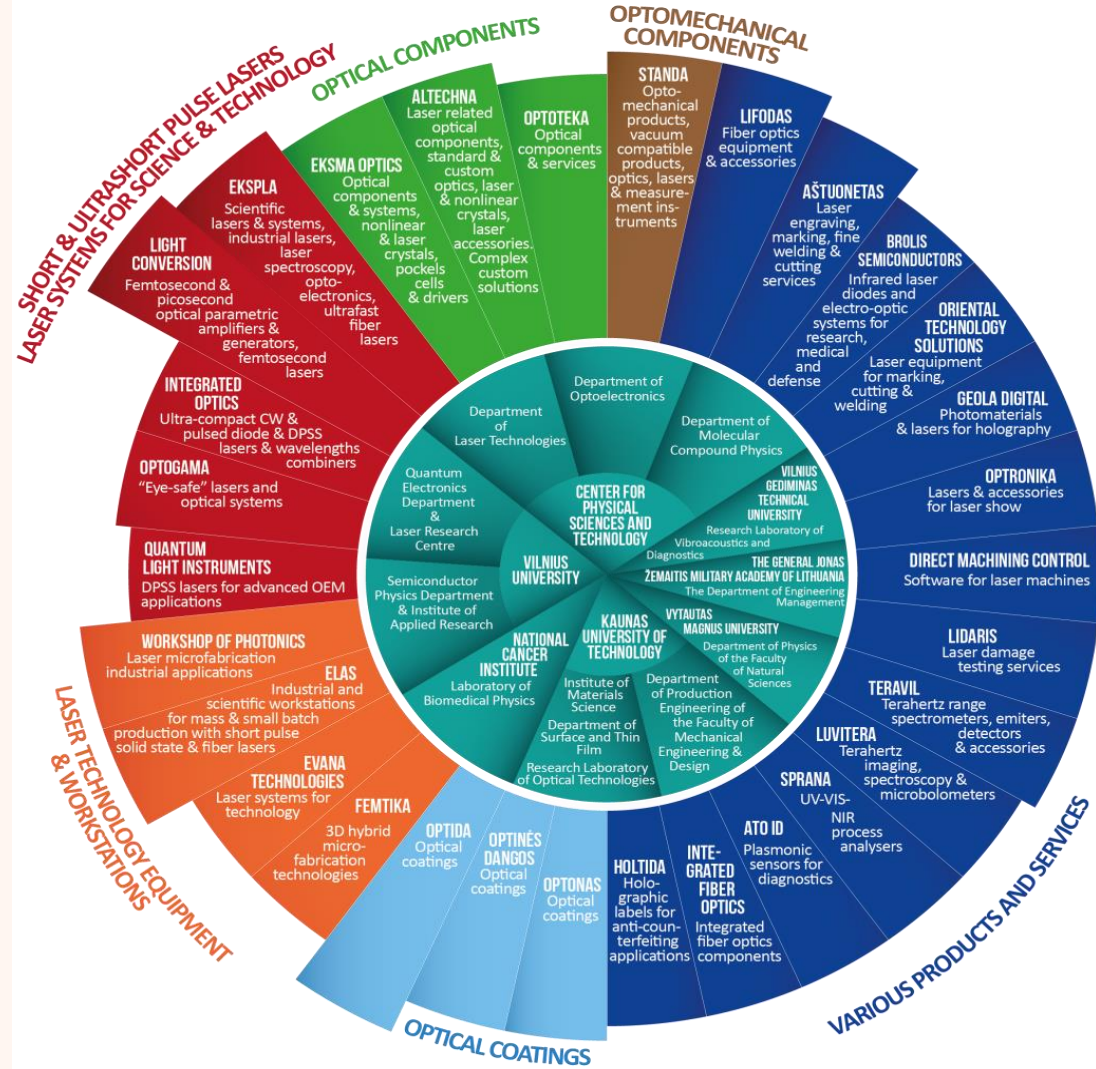 SHORT & ULTRASHORT PULSE LASERS
LASER SYSTEMS FOR SCIENCE & TECHNOLOGY
LIGHT
CONVERSION
Femtosecond &
picosecond
optical parametric
amplifiers &
generators,
femtosecond
lasers
EKSPLA
Scientific
lasers & systems,
industrial lasers,
laser
spectroscopy,
opto-
electronics,
ultrafast
fiber
lasers
INTEGRATED
OPTICS
Ultra-compact CW &
pulsed diode & DPSS
lasers & wavelengths
combiners
OPTOGAMA
“Eye-safe” lasers and
optical systems
QUANTUM
LIGHT INSTRUMENTS
DPSS lasers for advanced OEM
applications
OPTICAL COMPONENTS
EKSMA OPTICS
Optical
components
& systems,
nonlinear
& laser
crystals,
pockels
cells
& drivers
ALTECHNA
Laser related
optical
components,
standard &
custom
optics, laser
& nonlinear
crystals,
laser
accessories.
Complex
custom
solutions
OPTOTEKA
Optical
components
& services
OPTOMECHANICAL
COMPONENTS
STANDA
Opto-
mechanical
products,
vacuum
compatible
products,
optics, lasers
& measure-
ment ins-
truments
LIFODAS
Fiber optics
equipment
& accessories
AŠTUONETAS
Laser
engraving,
marking, fine
welding &
cutting
services
BROLIS
SEMICONDUCTORS
Infrared laser
diodes and
electro-optic
systems for
research,
medical
and
defense
ORIENTAL
TECHNOLOGY
SOLUTIONS
Laser equipment
for marking,
cutting &
welding
GEOLA DIGITAL
Photomaterials
& lasers for holography
OPTRONIKA
Lasers & accessories
for laser show
DIRECT MACHINING CONTROL
Software for laser machines
LIDARIS
Laser damage
testing services
TERAVIL
Terahertz range
spectrometers, emiters,
detectors
& accessories
LUVITERA
Terahertz
imaging,
spectroscopy &
microbolometers
SPRANA
UV-VIS-
NIR
process
analysers
ATO ID
Plasmonic
sensors for
diagnostics
INTE-
GRATED
FIBER
OPTICS
Integrated
fiber optics
components
HOLTIDA
Holo-
graphic
labels for
anti-coun-
terfeiting
applications
VARIOUS PRODUCTS AND SERVICES
OPTONAS
Optical
coatings
OPTINĖS
DANGOS
Optical
coatings
OPTIDA
Optical
coatings
OPTICAL COATINGS
FEMTIKA
3D hybrid
micro-
fabrication
technologies
EVANA
TECHNOLOGIES
Laser systems for
technology
ELAS
Industrial and
scientific workstations
for mass & small batch
production with short pulse
solid state & fiber lasers
WORKSHOP OF PHOTONICS
Laser microfabrication
industrial applications
LASER TECHNOLOGY EQUIPMENT
& WORKSTATIONS
Department
of
Laser Technologies
Department of
Optoelectronics
Department of
Molecular
Compound Physics
CENTER FOR
PHYSICAL
SCIENCES AND
TECHNOLOGY
VILNIUS
GEDIMINAS
TECHNICAL
UNIVERSITY
Research Laboratory of
Vibroacoustics and
Diagnostics
THE GENERAL JONAS
ŽEMAITIS MILITARY ACADEMY OF LITHUANIA
The Department of Engineering
Management
VYTAUTAS
MAGNUS UNIVERSITY
Department of Physics
of the Faculty
of Natural
Sciences
KAUNAS
UNIVERSITY OF
TECHNOLOGY
Department
of Production
Engineering of
the Faculty of
Mechanical
Engineering &
Design
Institute of
Materials
Science
Department of
Surface and Thin
Film
Research Laboratory
of Optical Technologies
NATIONAL
CANCER
INSTITUTE
Laboratory of
Biomedical Physics
VILNIUS
UNIVERSITY
Semiconductor
Physics Department
& Institute of
Applied Research
Quantum
Electronics
Department
&
Laser Research
Centre